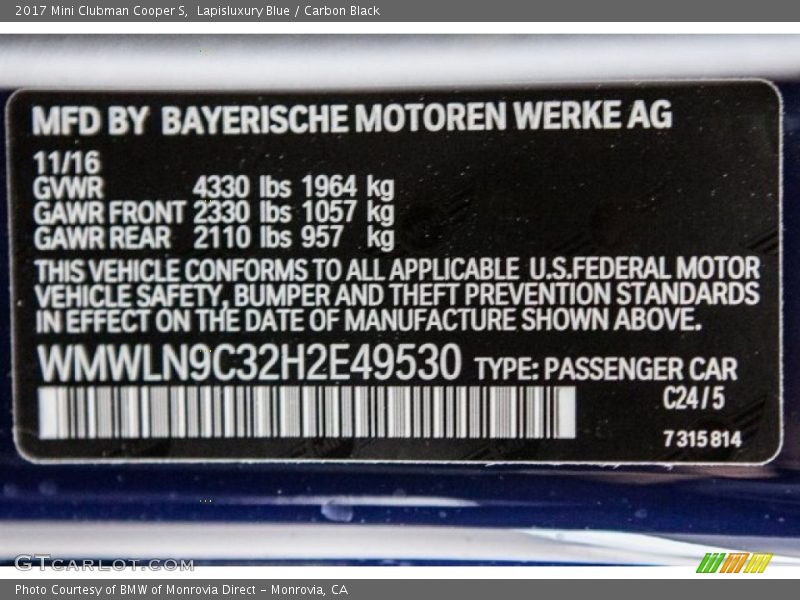 2017 Mini Clubman Cooper S,  Lapisluxury Blue / Carbon Black
MFD BY BAYERISCHE MOTOREN WERKE AG
11/16
GVWR 4330 lbs 1964 kg
GAWR FRONT 2330 lbs 1057 kg
GAWR REAR 2110 lbs 957 kg
THIS VEHICLE CONFORMS TO ALL APPLICABLE U.S.FEDERAL MOTOR
VEHICLE SAFETY, BUMPER AND THEFT PREVENTION STANDARDS
IN EFFECT ON THE DATE OF MANUFACTURE SHOWN ABOVE.
WMWLN9C32H2E49530 TYPE: PASSENGER CAR
C24/5
7 315 814
GTCARLOT.COM
Photo Courtesy of BMW of Monrovia Direct - Monrovia, CA